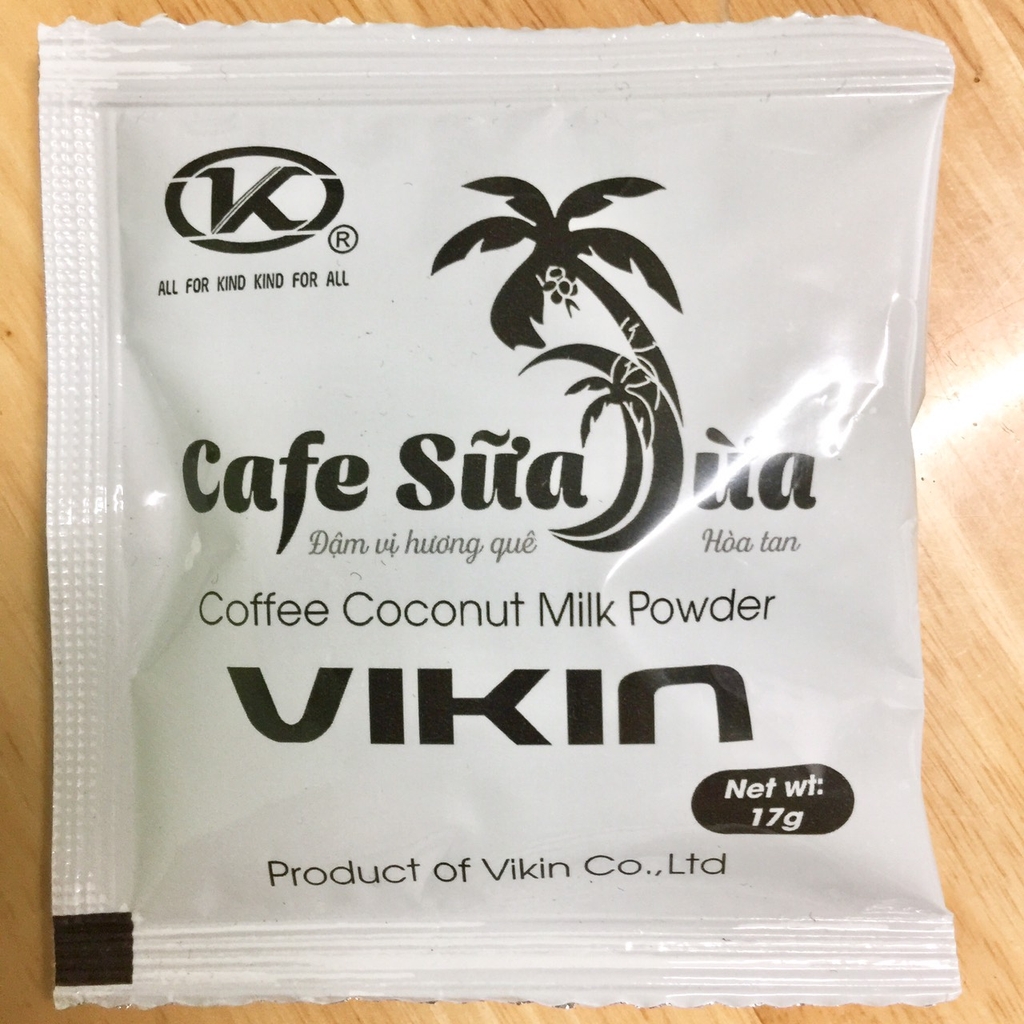 VK
®
ALL FOR KIND KIND FOR ALL
Cafe Sữa Dừa
Đậm vị hương quê Hòa tan
Coffee Coconut Milk Powder
VIKIN
Net wt:
17g
Product of Vikin Co.,Ltd